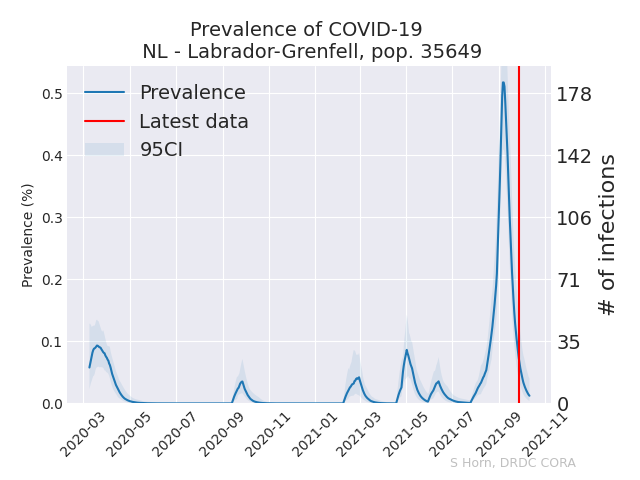 Prevalence of COVID-19
NL - Labrador-Grenfell, pop. 35649
Prevalence
Latest data
95CI
Prevalence (%)
0.5
0.4
0.3
0.2
0.1
0.0
178
142
106
71
35
0
# of infections
2020-03
2020-05
2020-07
2020-09
2020-11
2021-01
2021-03
2021-05
2021-07
2021-09
2021-11
S Horn, DRDC CORA